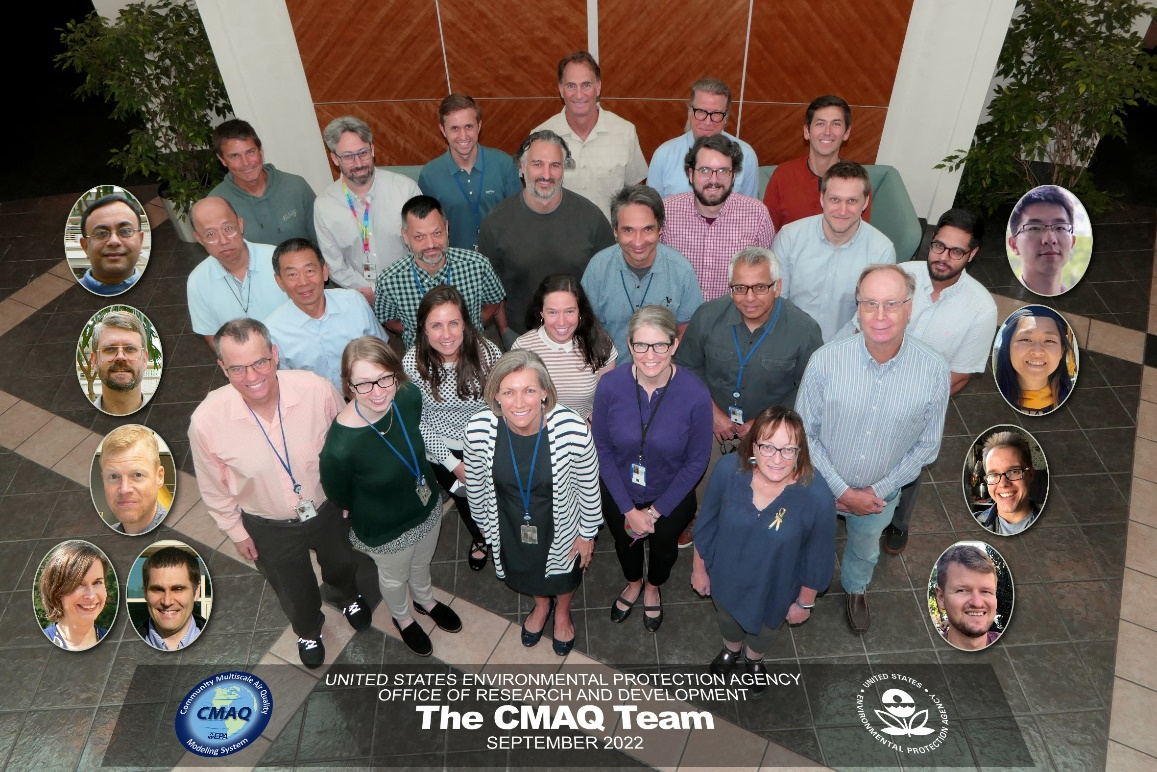 UNITED STATES ENVIRONMENTAL PROTECTION AGENCY
OFFICE OF RESEARCH AND DEVELOPMENT
The CMAQ Team
SEPTEMBER 2022
Community Multiscale Air Quality
CMAQ
EPA
Modeling System
UNITED STATES
ENVIRONMENTAL PROTECTION AGENCY